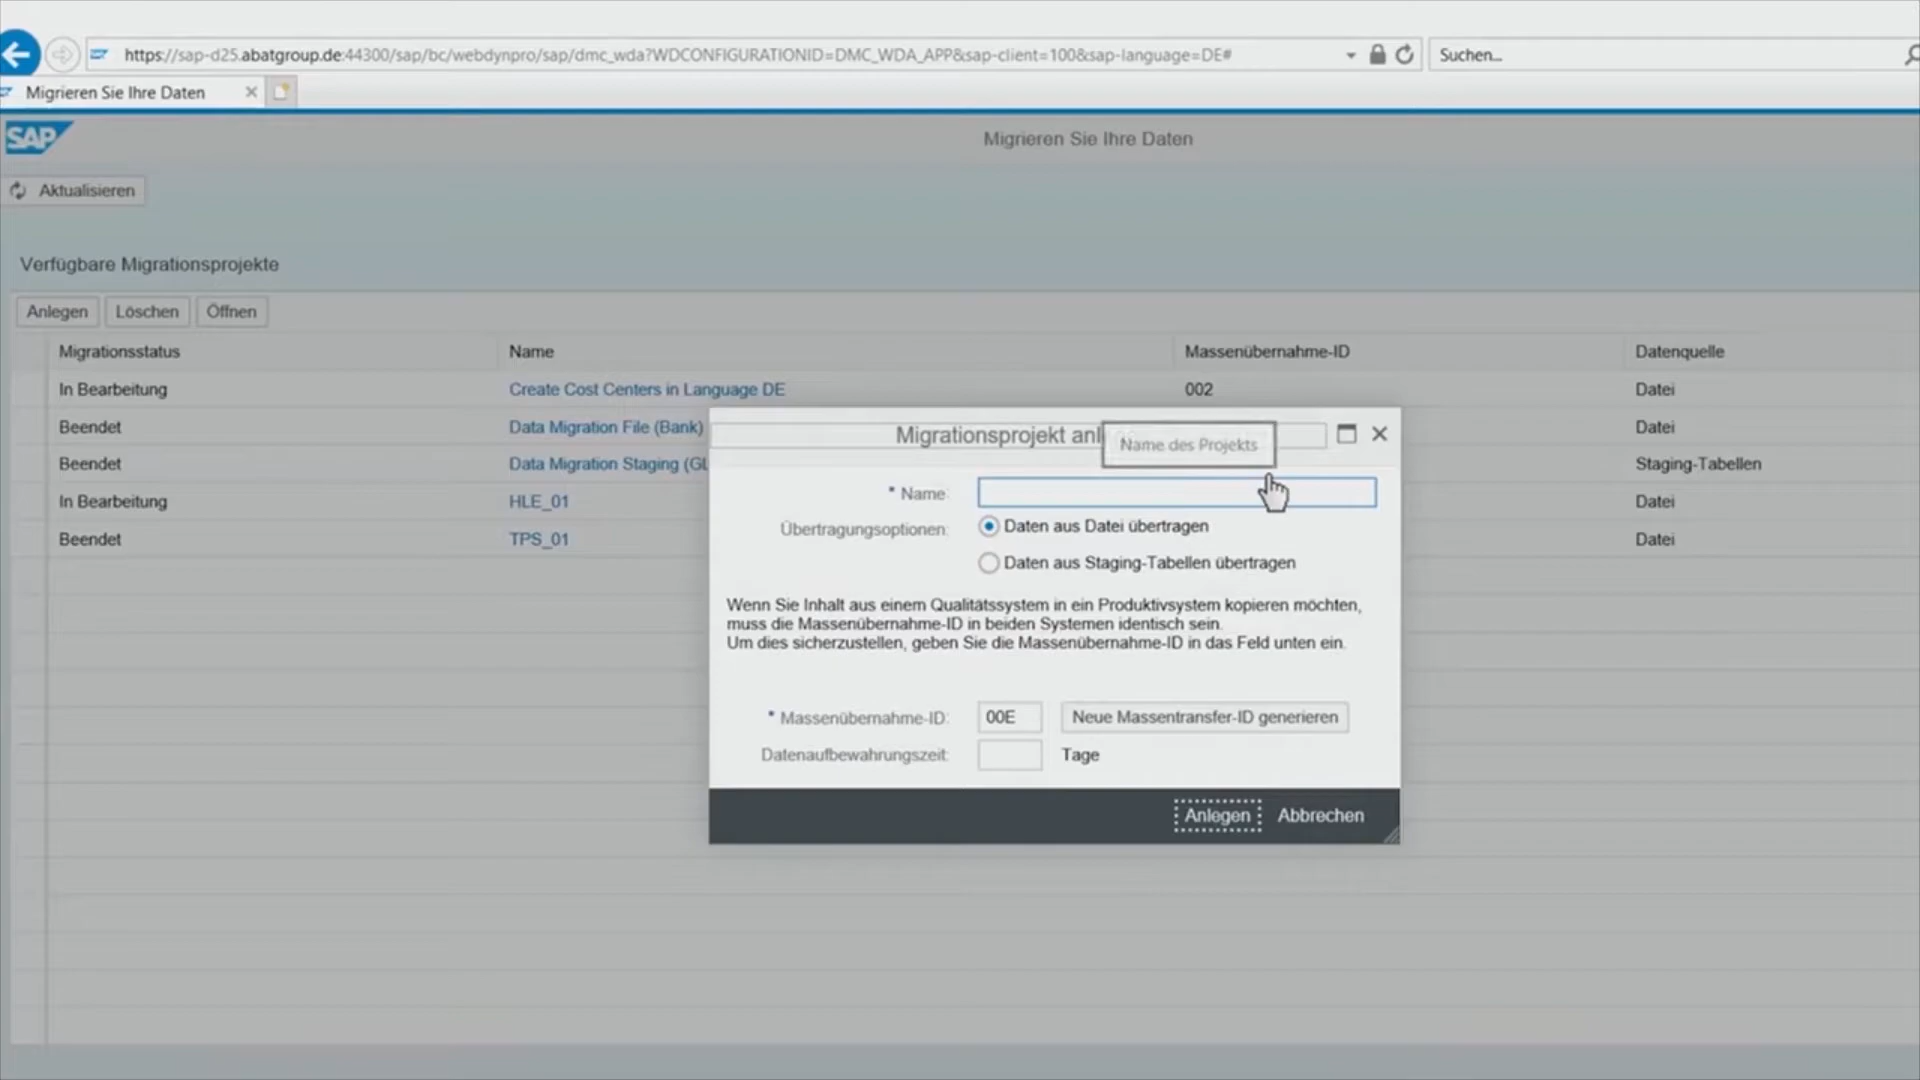 https://sap-d25.abatgroup.de:44300/sap/bc/webdynpro/sap/dmc_wda?WDCONFIGURATIONID=DMC_WDA_APP&sap-client=100&sap-language=DE#
Suchen...
Migrieren Sie Ihre Daten
SAP
Migrieren Sie Ihre Daten
Aktualisieren
Verfügbare Migrationsprojekte
Anlegen Löschen Öffnen
Migrationsstatus Name Massenübernahme-ID Datenquelle
In Bearbeitung Create Cost Centers in Language DE 002 Datei
Beendet Data Migration File (Bank) Datei
Beendet Data Migration Staging (GL Staging-Tabellen
In Bearbeitung HLE_01 Datei
Beendet TPS_01 Datei
Migrationsprojekt anl
Name des Projekts
* Name:
Übertragungsoptionen: Daten aus Datei übertragen
Daten aus Staging-Tabellen übertragen
Wenn Sie Inhalt aus einem Qualitätssystem in ein Produktivsystem kopieren möchten,
muss die Massenübernahme-ID in beiden Systemen identisch sein.
Um dies sicherzustellen, geben Sie die Massenübernahme-ID in das Feld unten ein.
* Massenübernahme-ID: 00E Neue Massentransfer-ID generieren
Datenaufbewahrungszeit: Tage
Anlegen Abbrechen